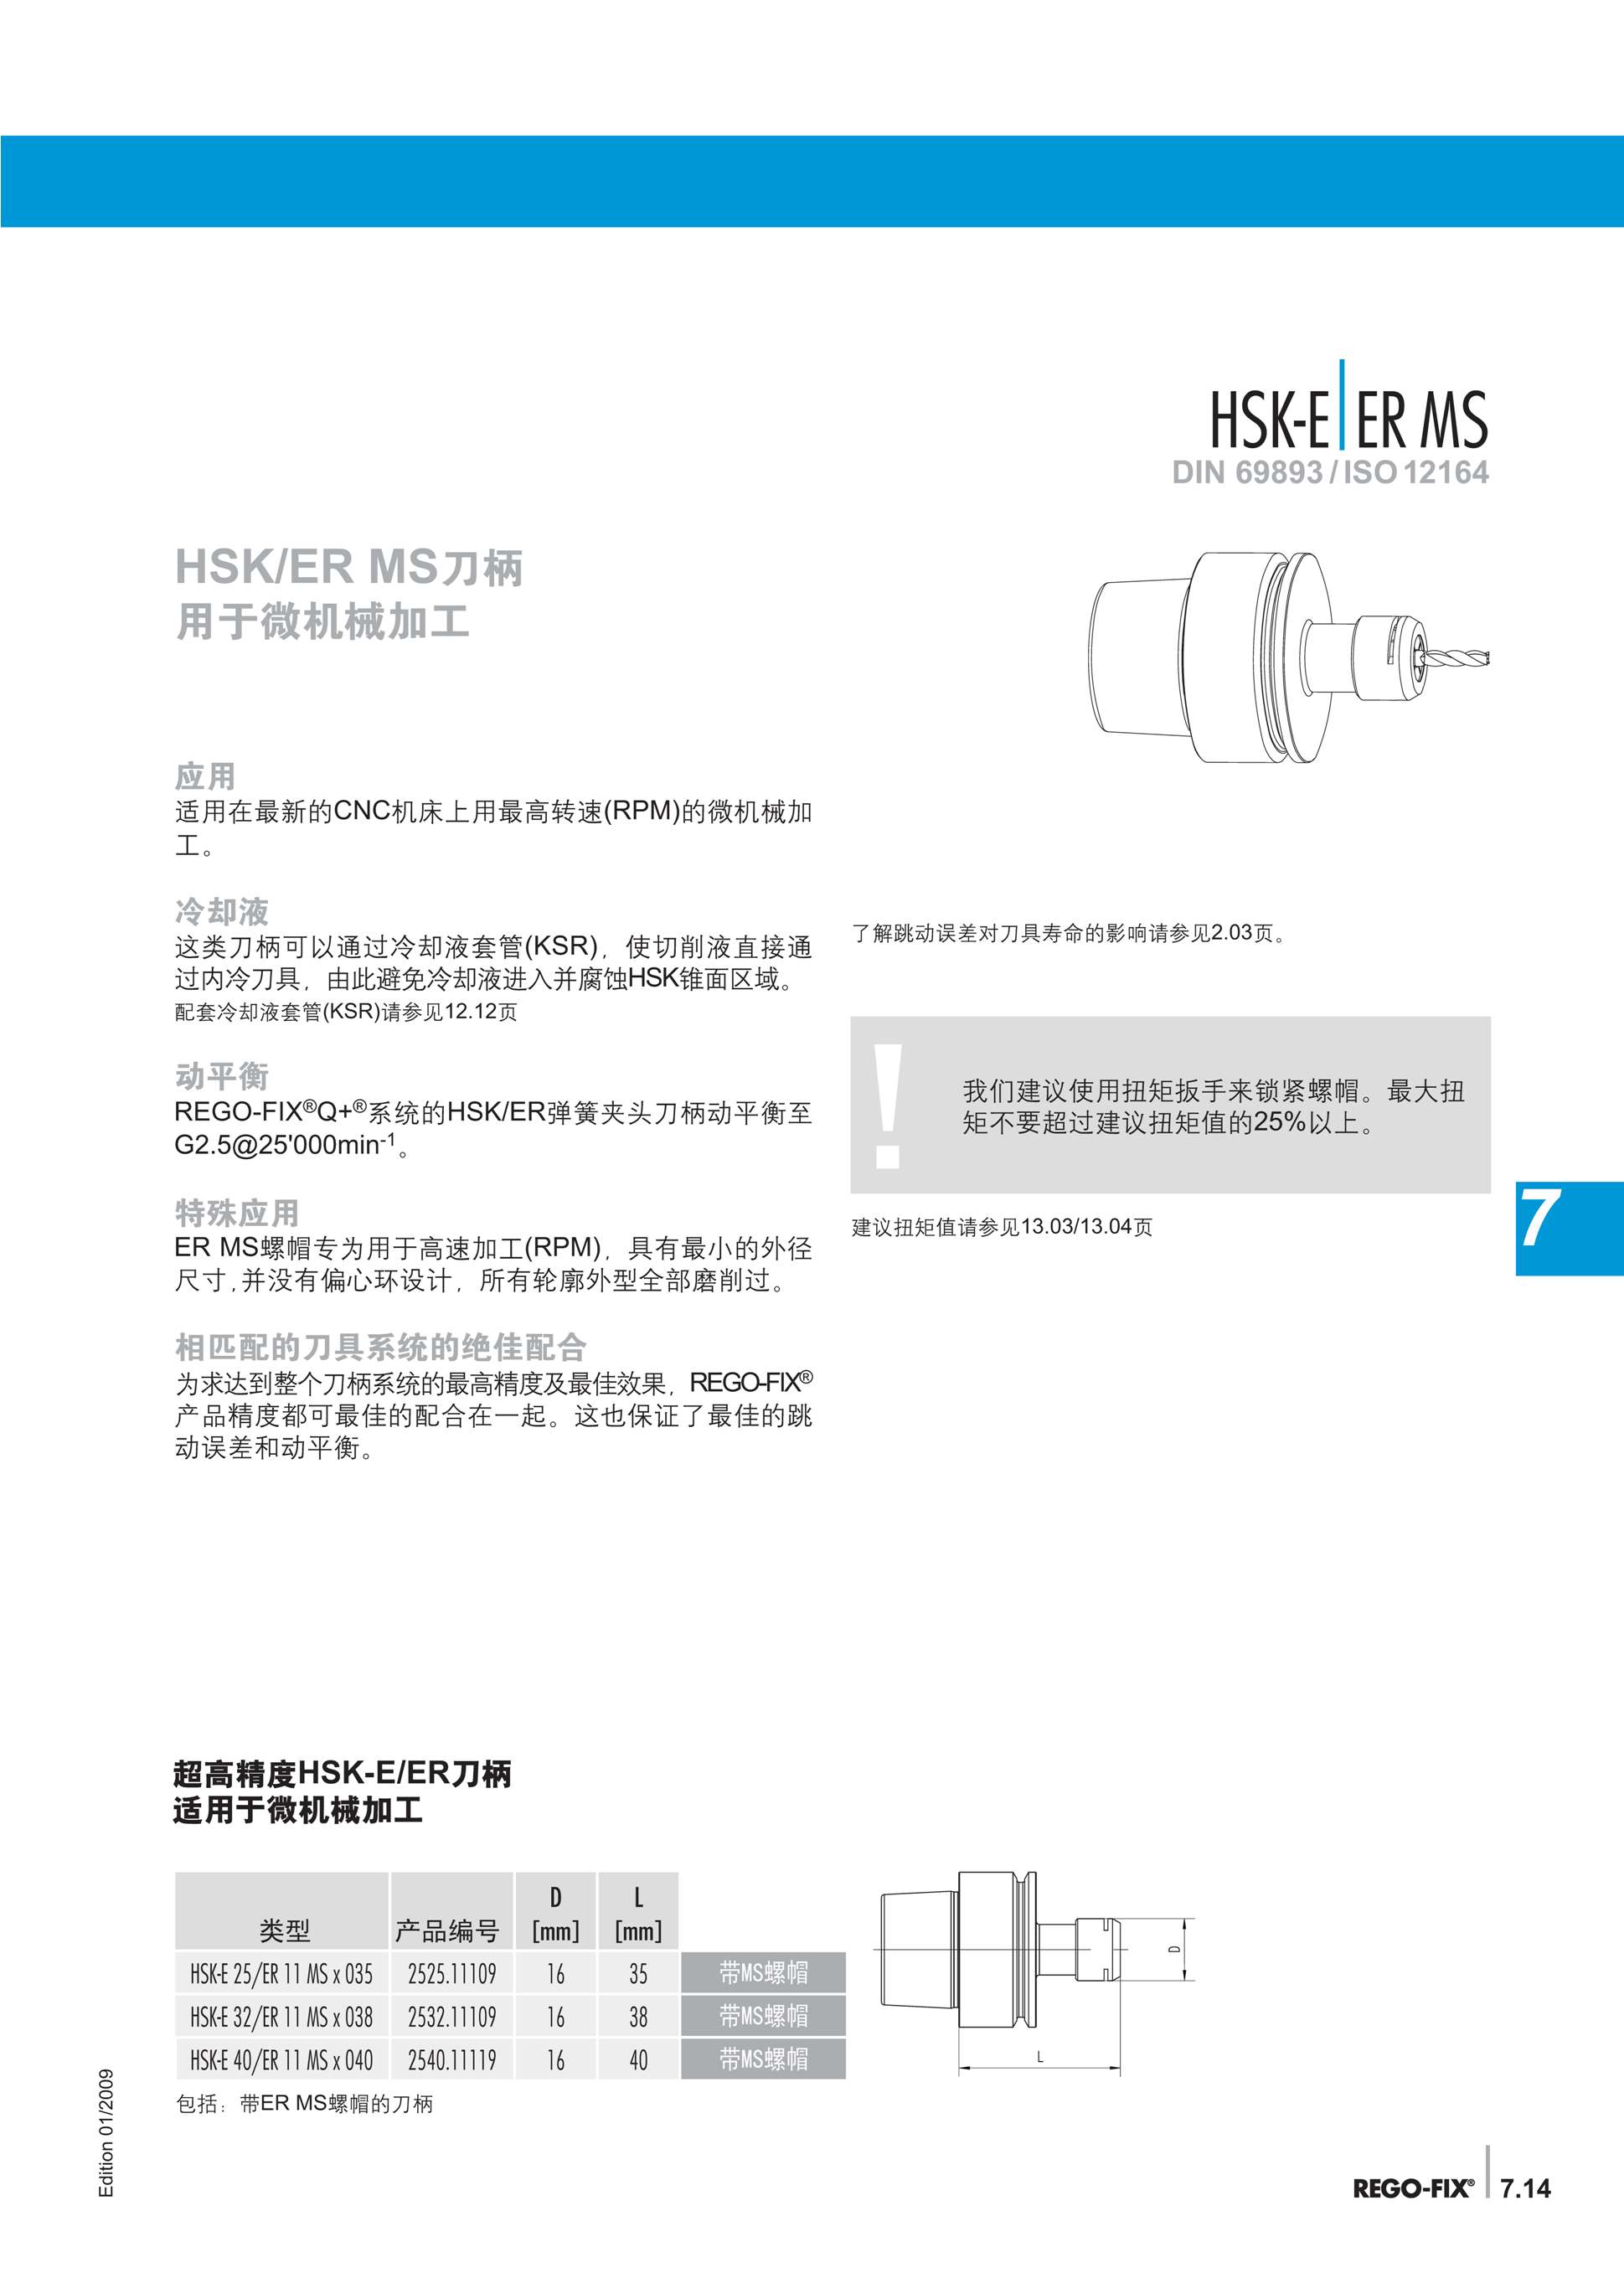 HSK-E ER MS
DIN 69893 / ISO 12164
HSK/ER MS刀柄
用于微机械加工
应用
适用在最新的CNC机床上用最高转速(RPM)的微机械加
工。
冷却液
这类刀柄可以通过冷却液套管(KSR)，使切削液直接通
过内冷刀具，由此避免冷却液进入并腐蚀HSK锥面区域。
配套冷却液套管(KSR)请参见12.12页
动平衡
REGO-FIX®Q+®系统的HSK/ER弹簧夹头刀柄动平衡至
G2.5@25'000min-1。
特殊应用
ER MS螺帽专为用于高速加工(RPM)，具有最小的外径
尺寸,并没有偏心环设计，所有轮廓外型全部磨削过。
相匹配的刀具系统的绝佳配合
为求达到整个刀柄系统的最高精度及最佳效果，REGO-FIX®
产品精度都可最佳的配合在一起。这也保证了最佳的跳
动误差和动平衡。
了解跳动误差对刀具寿命的影响请参见2.03页。
!
我们建议使用扭矩扳手来锁紧螺帽。最大扭
矩不要超过建议扭矩值的25%以上。
建议扭矩值请参见13.03/13.04页
7
超高精度HSK-E/ER刀柄
适用于微机械加工
类型 产品编号 D [mm] L [mm]
HSK-E 25/ER 11 MS x 035 2525.11109 16 35 带MS螺帽
HSK-E 32/ER 11 MS x 038 2532.11109 16 38 带MS螺帽
HSK-E 40/ER 11 MS x 040 2540.11119 16 40 带MS螺帽
包括：带ER MS螺帽的刀柄
D
L
Edition 01/2009
REGO-FIX® 7.14